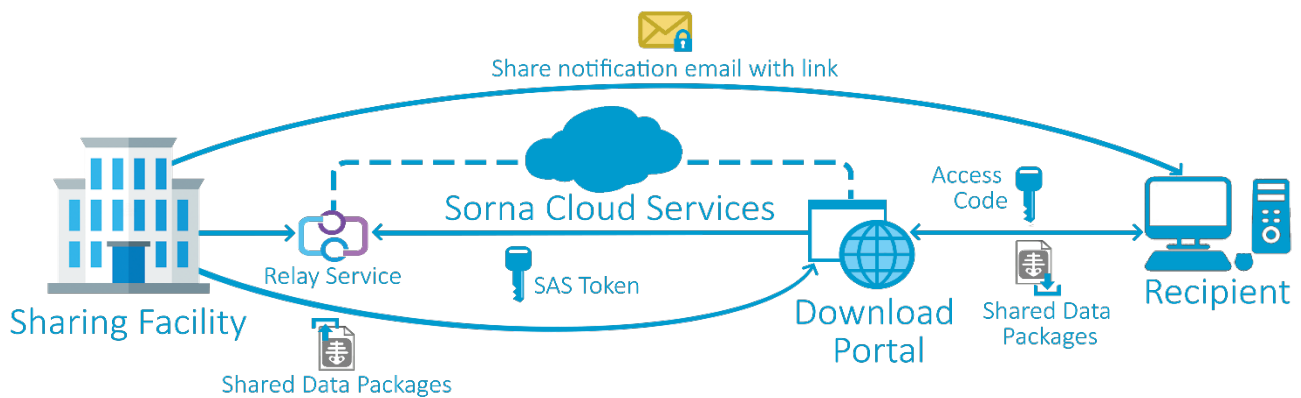 Share notification email with link
Sorna Cloud Services
Access
Code
Relay Service
SAS Token
Sharing Facility
Download
Portal
Shared Data
Packages
Recipient
Shared Data Packages